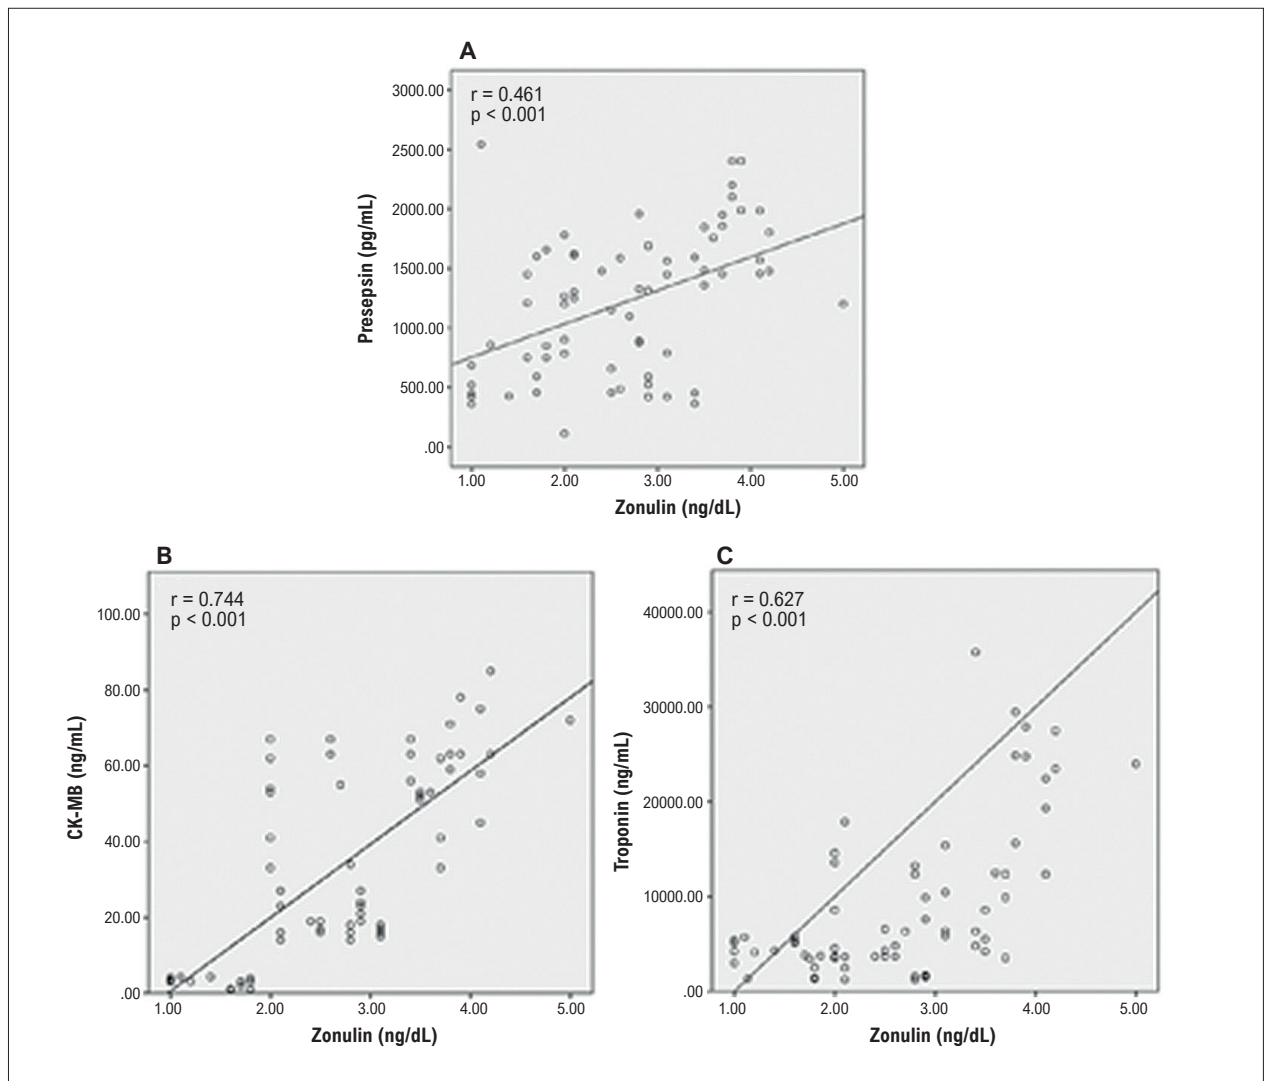 A
r = 0.461
p < 0.001
3000.00
2500.00
2000.00
1500.00
1000.00
500.00
.00
Presepsin (pg/mL)
1.00 2.00 3.00 4.00 5.00
Zonulin (ng/dL)
B
r = 0.744
p < 0.001
100.00
80.00
60.00
40.00
20.00
.00
CK-MB (ng/mL)
1.00 2.00 3.00 4.00 5.00
Zonulin (ng/dL)
C
r = 0.627
p < 0.001
40000.00
30000.00
20000.00
10000.00
.00
Troponin (ng/mL)
1.00 2.00 3.00 4.00 5.00
Zonulin (ng/dL)